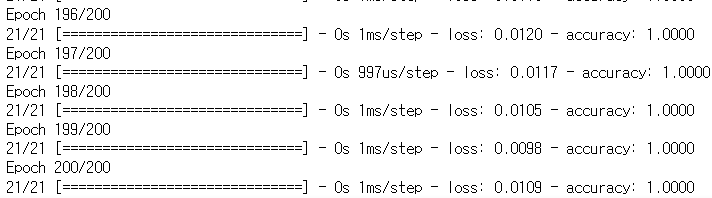 Epoch 196/200
21/21 [==============================] - 0s 1ms/step - loss: 0.0120 - accuracy: 1.0000
Epoch 197/200
21/21 [==============================] - 0s 997us/step - loss: 0.0117 - accuracy: 1.0000
Epoch 198/200
21/21 [==============================] - 0s 1ms/step - loss: 0.0105 - accuracy: 1.0000
Epoch 199/200
21/21 [==============================] - 0s 1ms/step - loss: 0.0098 - accuracy: 1.0000
Epoch 200/200
21/21 [==============================] - 0s 1ms/step - loss: 0.0109 - accuracy: 1.0000